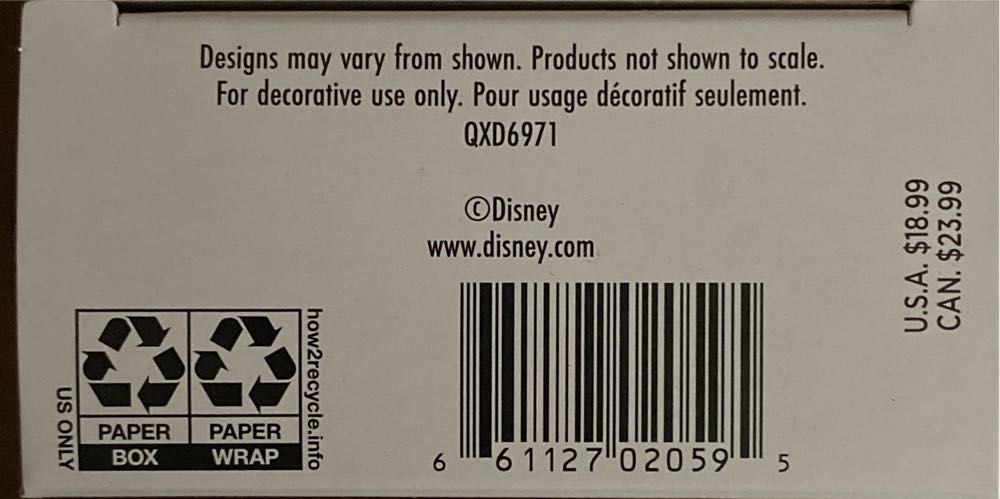 Designs may vary from shown. Products not shown to scale.
For decorative use only. Pour usage décoratif seulement.
QXD6971
©Disney
www.disney.com
U.S.A. $18.99
CAN. $23.99
how2recycle.info
US ONLY
PAPER PAPER
BOX WRAP
6 61127 02059 5